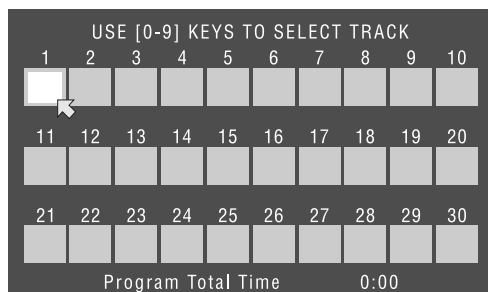 USE [0-9] KEYS TO SELECT TRACK
1 2 3 4 5 6 7 8 9 10
11 12 13 14 15 16 17 18 19 20
21 22 23 24 25 26 27 28 29 30
Program Total Time 0:00